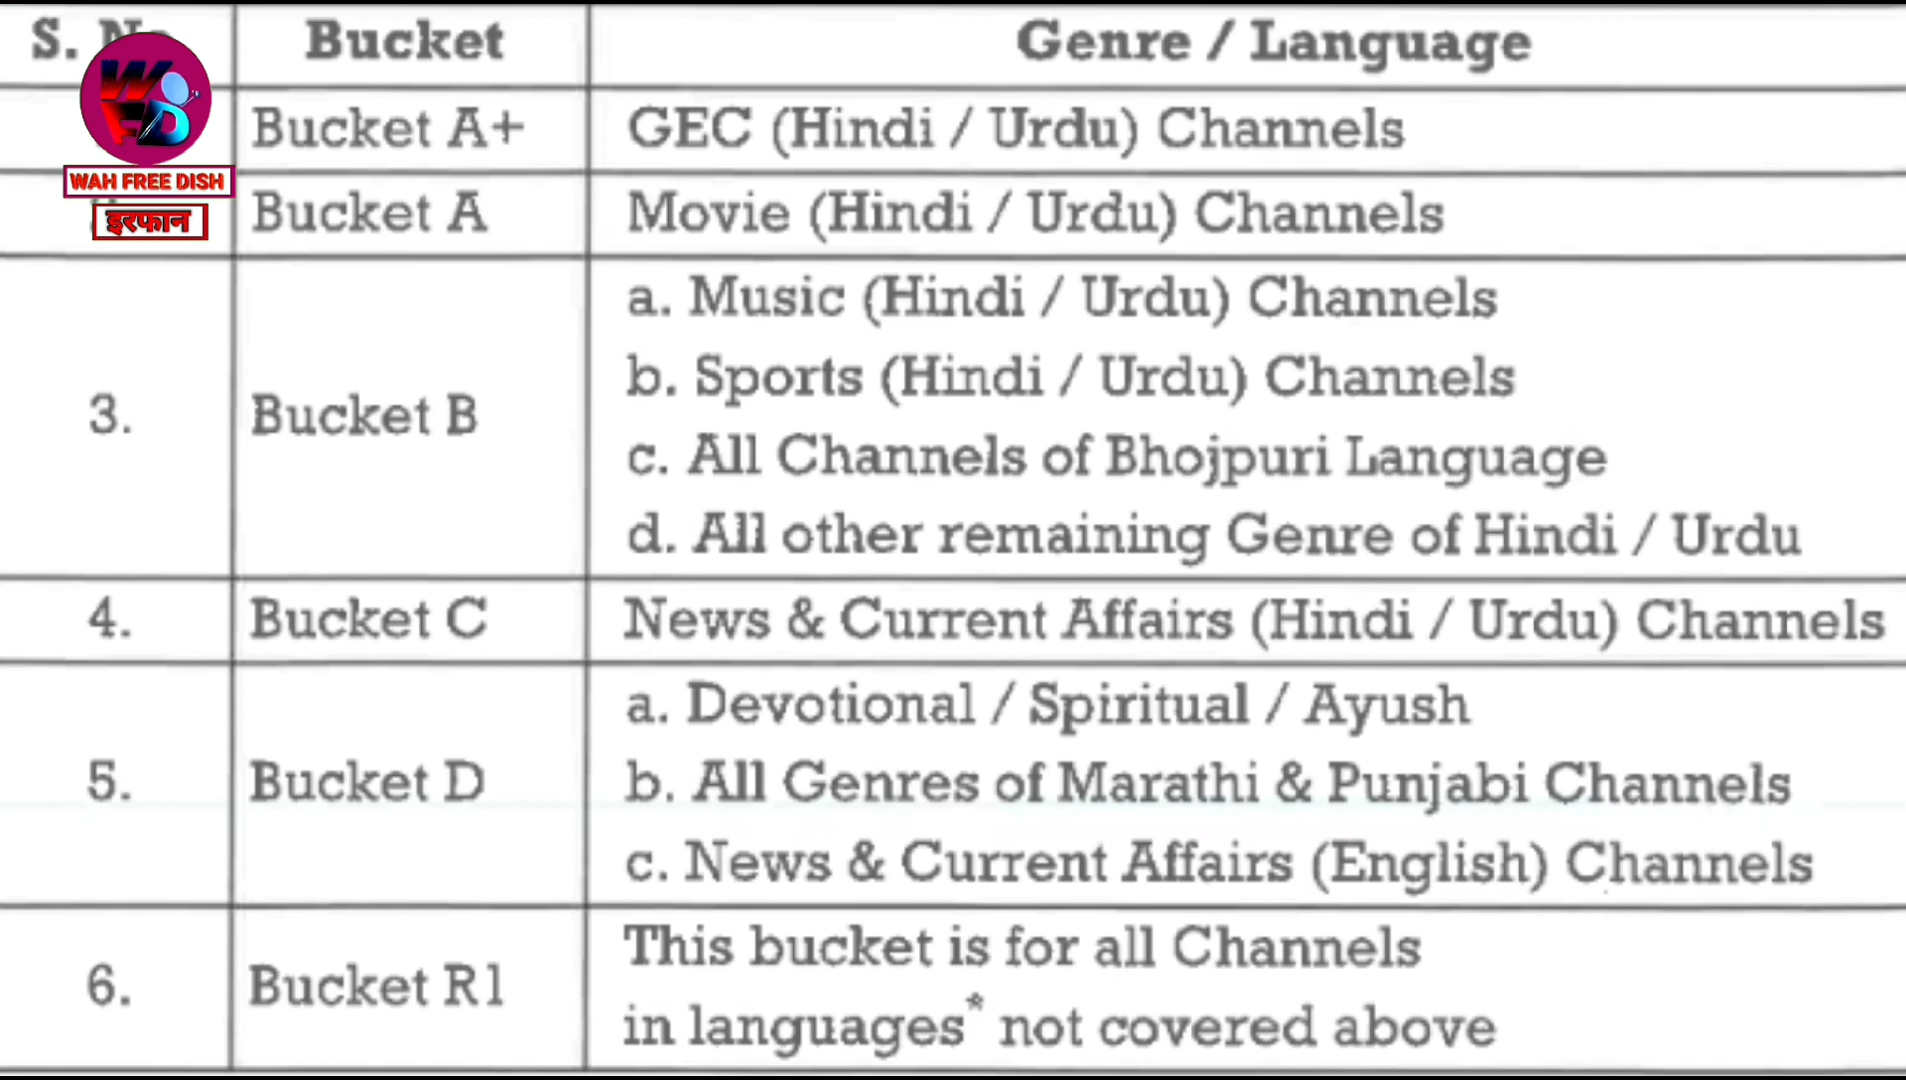 S. No. Bucket Genre / Language
Bucket A+ GEC (Hindi / Urdu) Channels
Bucket A Movie (Hindi / Urdu) Channels
3. Bucket B
a. Music (Hindi / Urdu) Channels
b. Sports (Hindi / Urdu) Channels
c. All Channels of Bhojpuri Language
d. All other remaining Genre of Hindi / Urdu
4. Bucket C News & Current Affairs (Hindi / Urdu) Channels
5. Bucket D
a. Devotional / Spiritual / Ayush
b. All Genres of Marathi & Punjabi Channels
c. News & Current Affairs (English) Channels
6. Bucket R1
This bucket is for all Channels
in languages* not covered above
WFD
WAH FREE DISH
इरफान